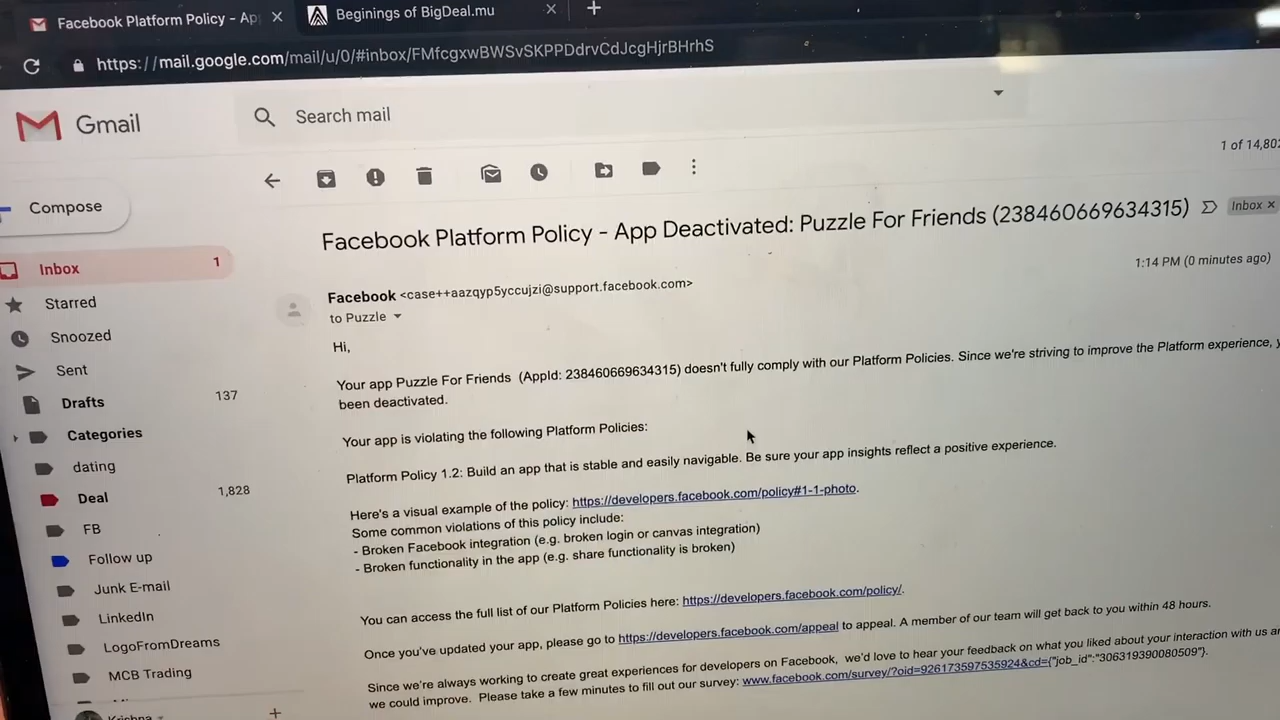 Facebook Platform Policy - Ap
Beginings of BigDeal.mu
https://mail.google.com/mail/u/0/#inbox/FMfcgxwBWSvSKPPDdrvCdJcgHjrBHrhS
Gmail
Search mail
1 of 14,802
Compose
Facebook Platform Policy - App Deactivated: Puzzle For Friends (238460669634315)
Inbox x
Inbox 1
1:14 PM (0 minutes ago)
Facebook <case++aazqyp5yccujzi@support.facebook.com>
to Puzzle
Starred
Snoozed
Sent
Drafts 137
Categories
dating
Deal 1,828
FB
Follow up
Junk E-mail
LinkedIn
LogoFromDreams
MCB Trading
Krishna
Hi,
Your app Puzzle For Friends (AppId: 238460669634315) doesn't fully comply with our Platform Policies. Since we're striving to improve the Platform experience, y
been deactivated.
Your app is violating the following Platform Policies:
Platform Policy 1.2: Build an app that is stable and easily navigable. Be sure your app insights reflect a positive experience.
Here's a visual example of the policy: https://developers.facebook.com/policy#1-1-photo.
Some common violations of this policy include:
- Broken Facebook integration (e.g. broken login or canvas integration)
- Broken functionality in the app (e.g. share functionality is broken)
You can access the full list of our Platform Policies here: https://developers.facebook.com/policy/.
Once you've updated your app, please go to https://developers.facebook.com/appeal to appeal. A member of our team will get back to you within 48 hours.
Since we're always working to create great experiences for developers on Facebook, we'd love to hear your feedback on what you liked about your interaction with us an
we could improve. Please take a few minutes to fill out our survey: www.facebook.com/survey/?oid=926173597535924&cd={"job_id":"306319390080509"}.